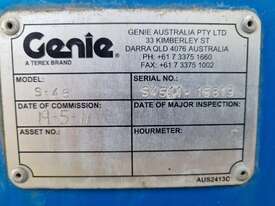 Genie
A TEREX BRAND
GENIE AUSTRALIA PTY LTD
33 KIMBERLEY ST
DARRA QLD 4076 AUSTRALIA
PH: +61 7 3375 1660
FAX: +61 7 3375 1002
MODEL:
SERIAL NO.:
S-45
DATE OF COMMISSION:
DATE OF MAJOR INSPECTION:
ASSET NO.:
HOURMETER:
AUS2413C